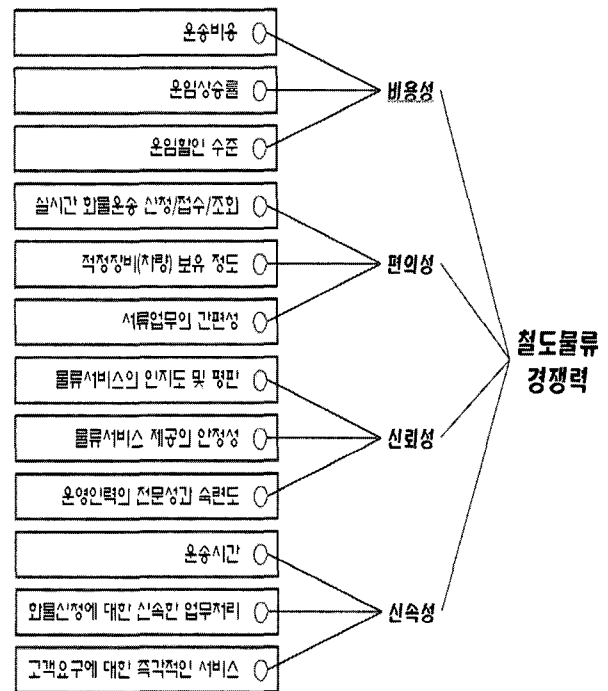 운송비용
운임상승률
운임할인 수준
실시간 화물운송 신청/접수/조회
적정장비(차량) 보유 정도
서류업무의 간편성
물류서비스의 인지도 및 평판
물류서비스 제공의 안정성
운영인력의 전문성과 숙련도
운송시간
화물신청에 대한 신속한 업무처리
고객요구에 대한 즉각적인 서비스
비용성
편의성
신뢰성
신속성
철도물류
경쟁력